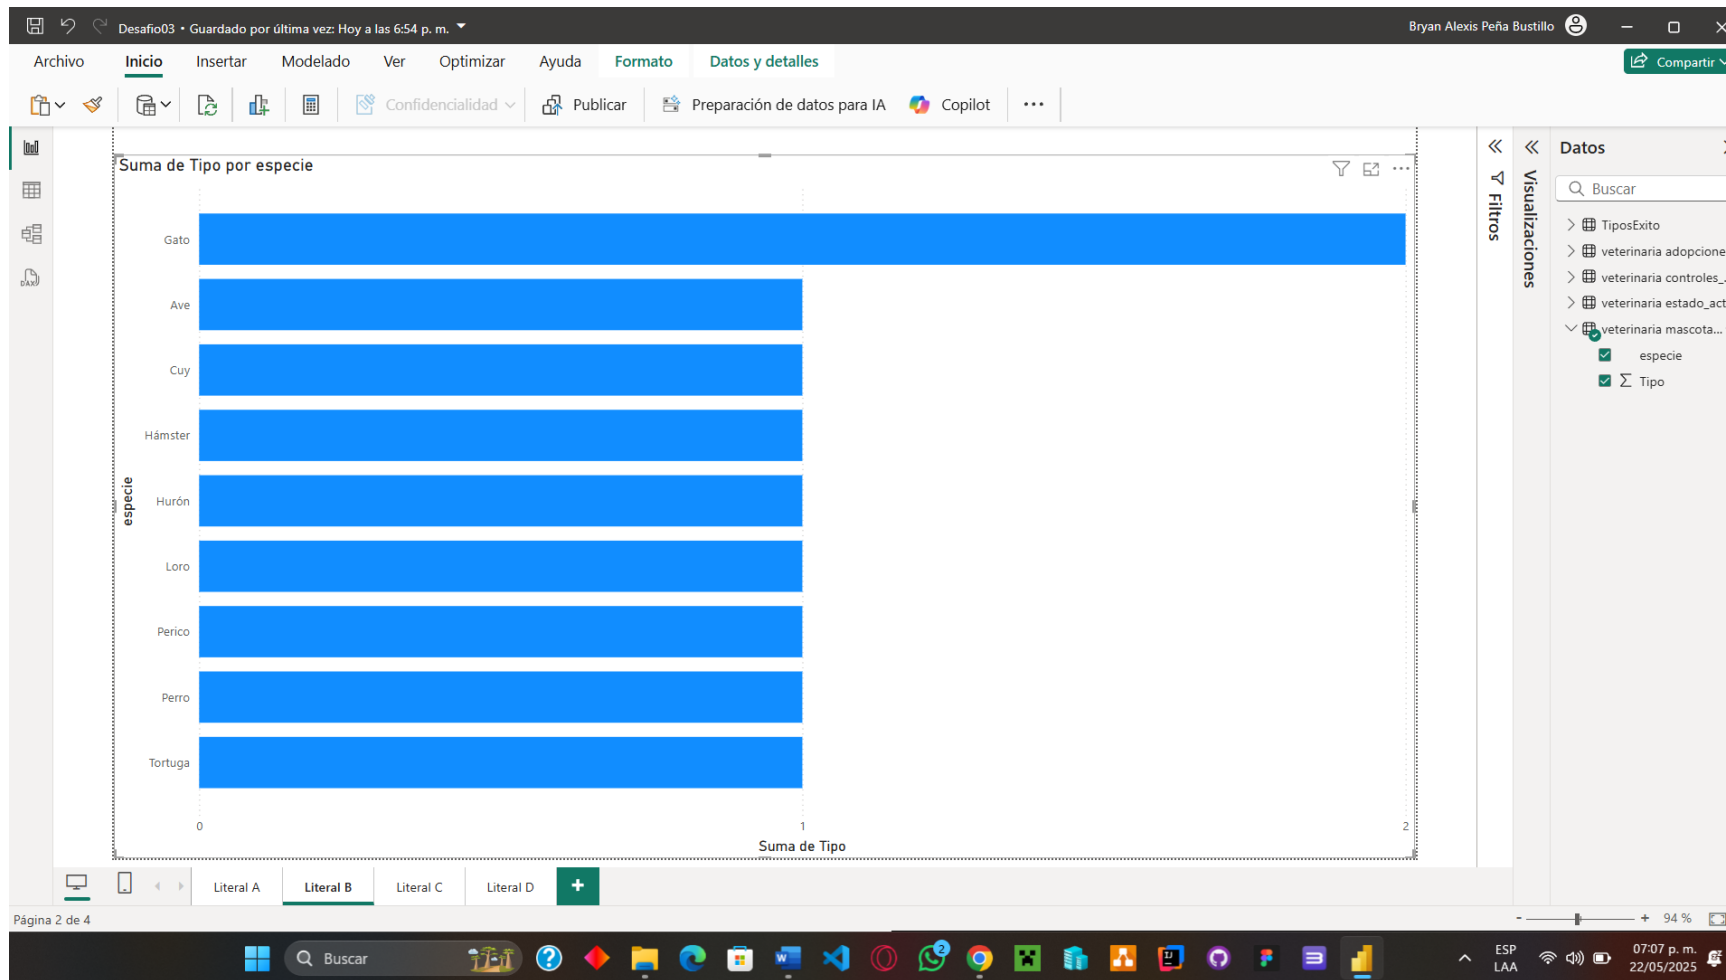 Desafio03 • Guardado por última vez: Hoy a las 6:54 p. m.
Bryan Alexis Peña Bustillo
Archivo Inicio Insertar Modelado Ver Optimizar Ayuda Formato Datos y detalles
Compartir
Confidencialidad
Publicar
Preparación de datos para IA
Copilot
Suma de Tipo por especie
Gato
Ave
Cuy
Hámster
Hurón
Loro
Perico
Perro
Tortuga
especie
0 1 2
Suma de Tipo
Filtros
Visualizaciones
Datos
Buscar
TiposExito
veterinaria adopcione
veterinaria controles_...
veterinaria estado_act
veterinaria mascota...
especie
Σ Tipo
DAX
Literal A Literal B Literal C Literal D +
Página 2 de 4
- + 94 %
Buscar
2
ESP
LAA
07:07 p. m.
22/05/2025